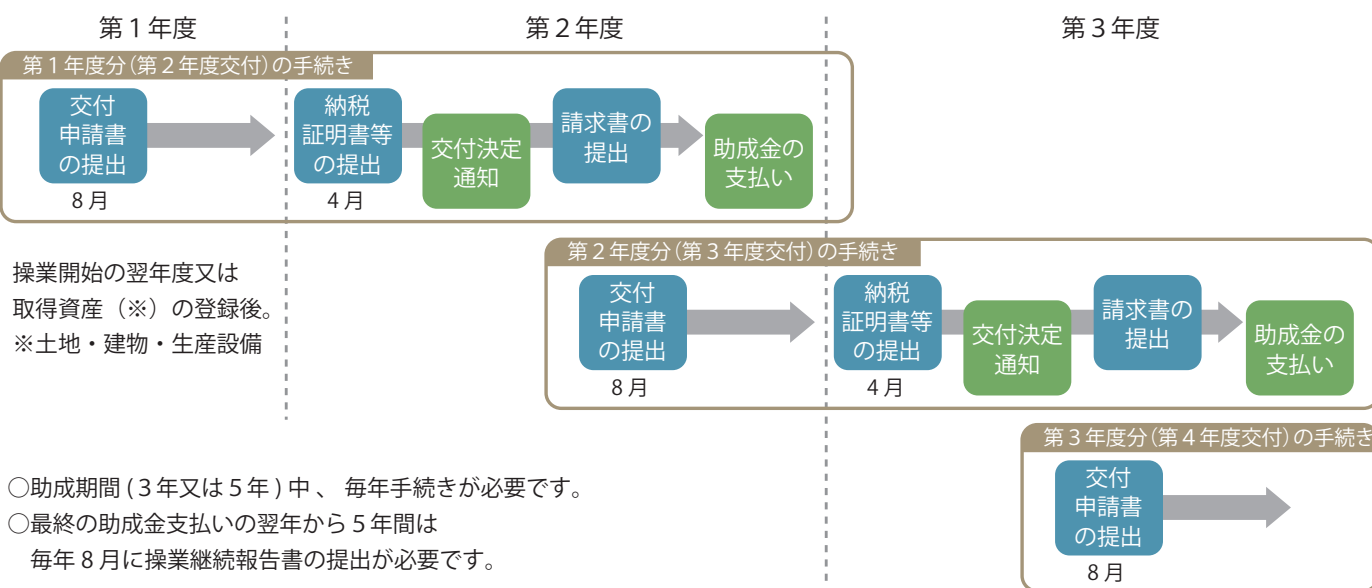 第１年度
第２年度
第３年度
第１年度分（第２年度交付）の手続き
交付
申請書
の提出
8 月
納税
証明書等
の提出
4 月
交付決定
通知
請求書の
提出
助成金の
支払い
操業開始の翌年度又は
取得資産（※）の登録後。
※土地・建物・生産設備
第２年度分（第３年度交付）の手続き
交付
申請書
の提出
8 月
納税
証明書等
の提出
4 月
交付決定
通知
請求書の
提出
助成金の
支払い
第３年度分（第４年度交付）の手続き
交付
申請書
の提出
8 月
○助成期間 ( 3 年又は 5 年 ) 中 、 毎年手続きが必要です。
○最終の助成金支払いの翌年から 5 年間は
毎年 8 月に操業継続報告書の提出が必要です。